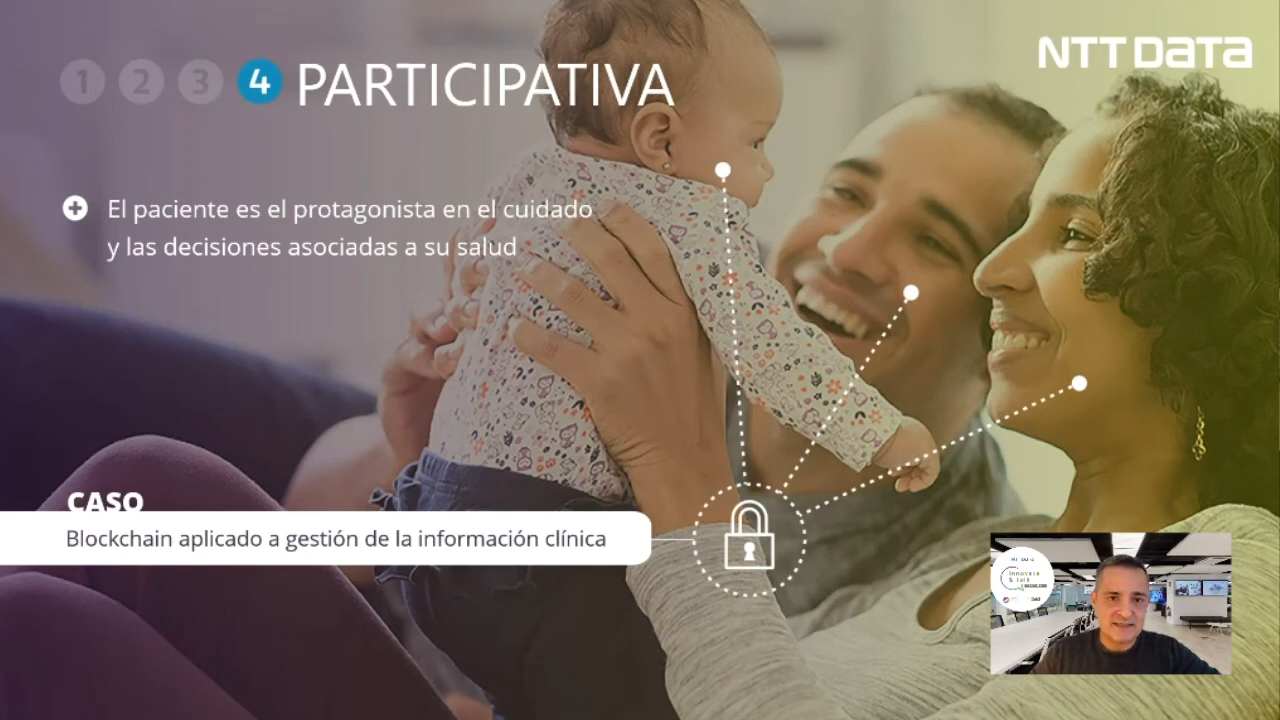 NTT DATA
1 2 3 4 PARTICIPATIVA
El paciente es el protagonista en el cuidado
y las decisiones asociadas a su salud
CASO
Blockchain aplicado a gestión de la información clínica